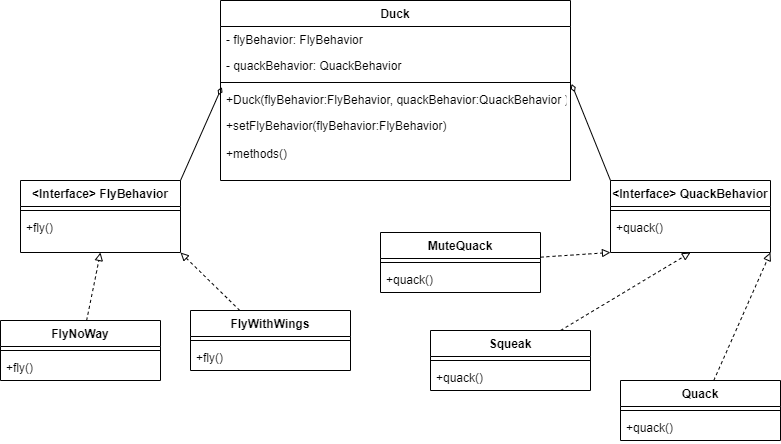 Duck
- flyBehavior: FlyBehavior
- quackBehavior: QuackBehavior
+Duck(flyBehavior:FlyBehavior, quackBehavior:QuackBehavior )
+setFlyBehavior(flyBehavior:FlyBehavior)
+methods()
<Interface> FlyBehavior
+fly()
<Interface> QuackBehavior
+quack()
MuteQuack
+quack()
FlyNoWay
+fly()
FlyWithWings
+fly()
Squeak
+quack()
Quack
+quack()